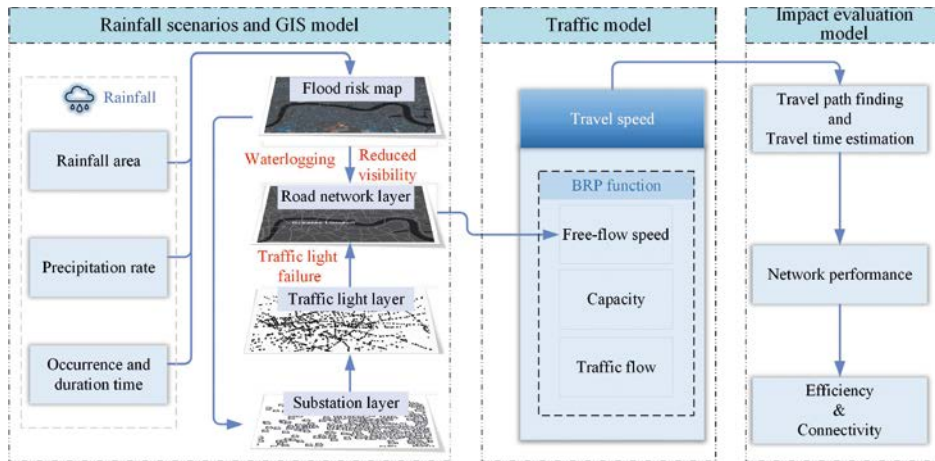 Rainfall scenarios and GIS model
Rainfall
Rainfall area
Precipitation rate
Occurrence and
duration time
Flood risk map
Waterlogging
Reduced
visibility
Road network layer
Traffic light
failure
Traffic light layer
Substation layer
Traffic model
Travel speed
BRP function
Free-flow speed
Capacity
Traffic flow
Impact evaluation
model
Travel path finding
and
Travel time estimation
Network performance
Efficiency
&
Connectivity